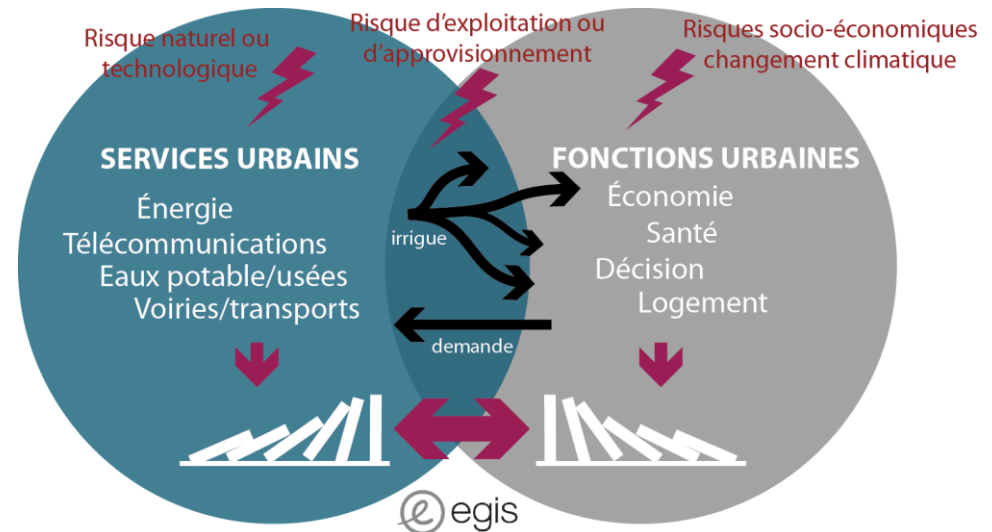 Risque naturel ou
technologique
Risque d'exploitation ou
d'approvisionnement
Risques socio-économiques
changement climatique
SERVICES URBAINS
Énergie
Télécommunications
Eaux potable/usées
Voiries/transports
irrigue
demande
FONCTIONS URBAINES
Économie
Santé
Décision
Logement
egis